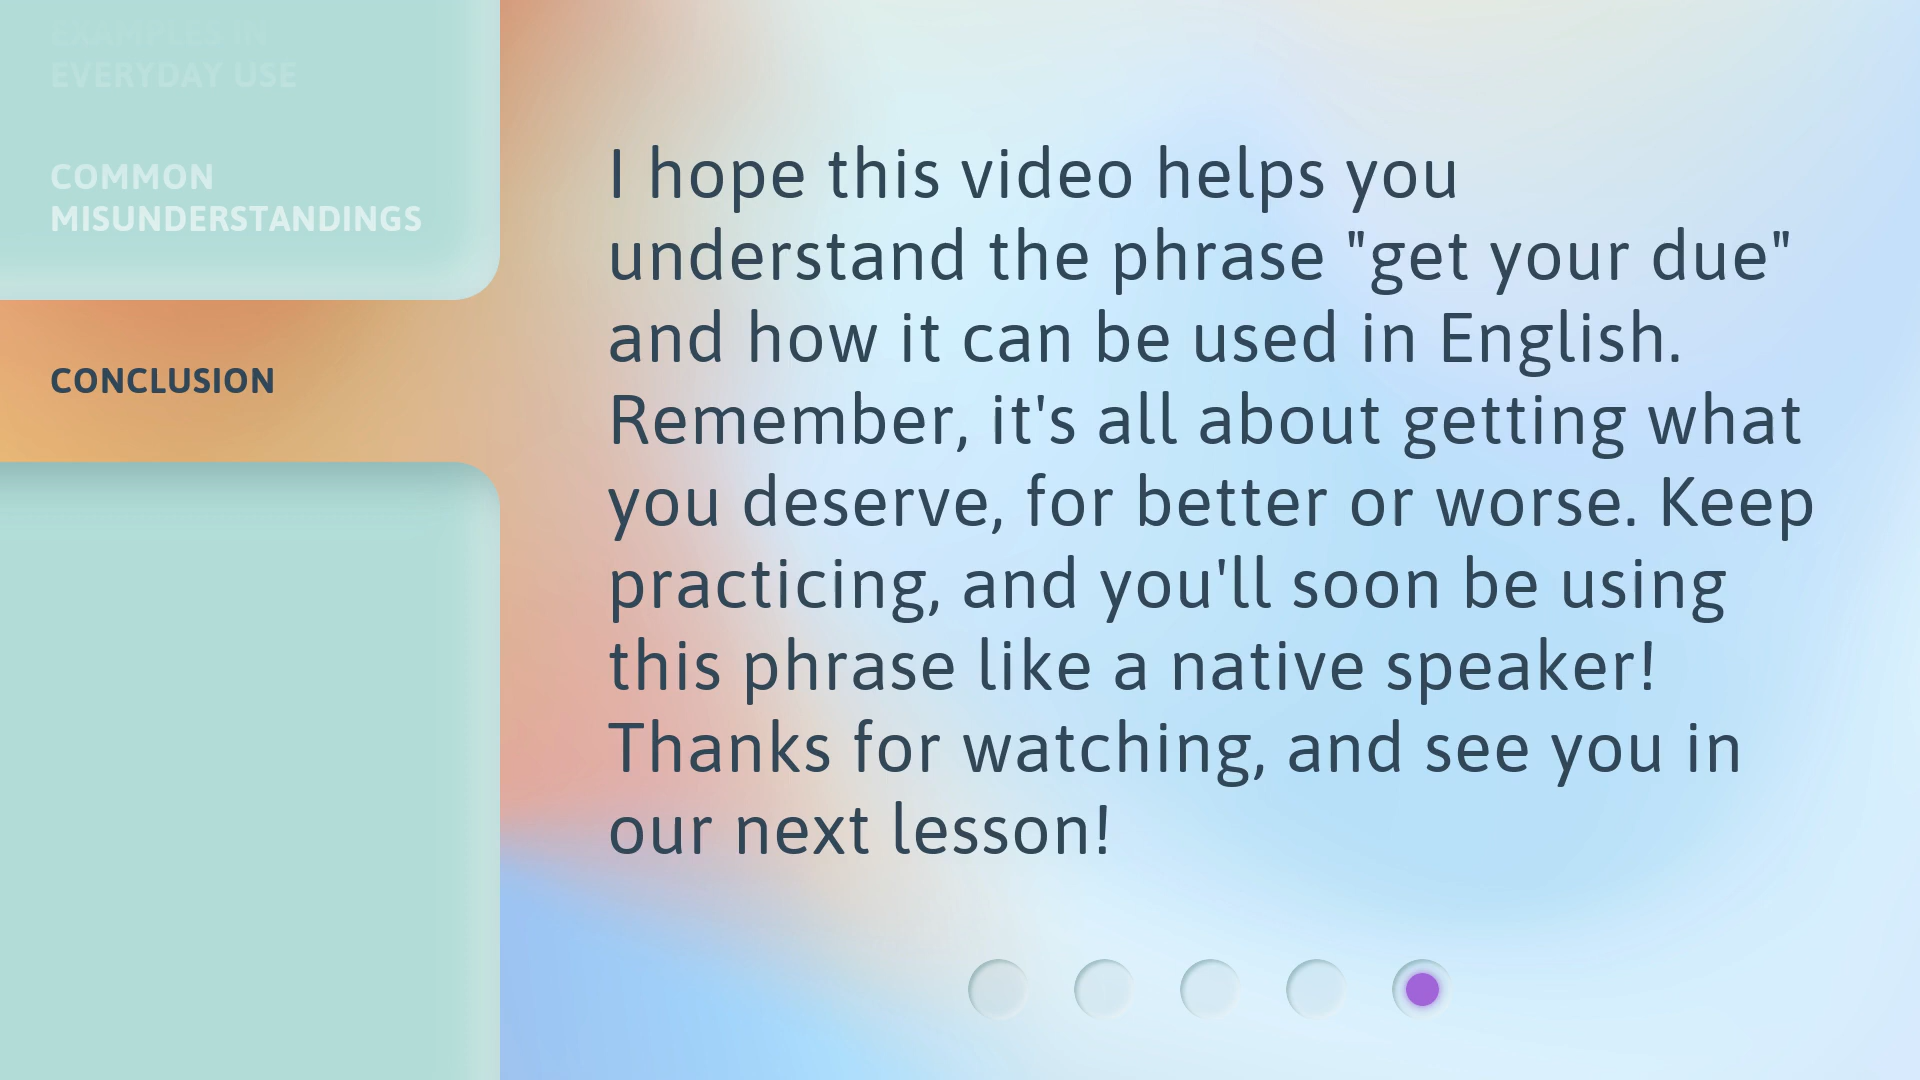 EXAMPLES IN
EVERYDAY USE
COMMON
MISUNDERSTANDINGS
CONCLUSION
I hope this video helps you
understand the phrase "get your due"
and how it can be used in English.
Remember, it's all about getting what
you deserve, for better or worse. Keep
practicing, and you'll soon be using
this phrase like a native speaker!
Thanks for watching, and see you in
our next lesson!